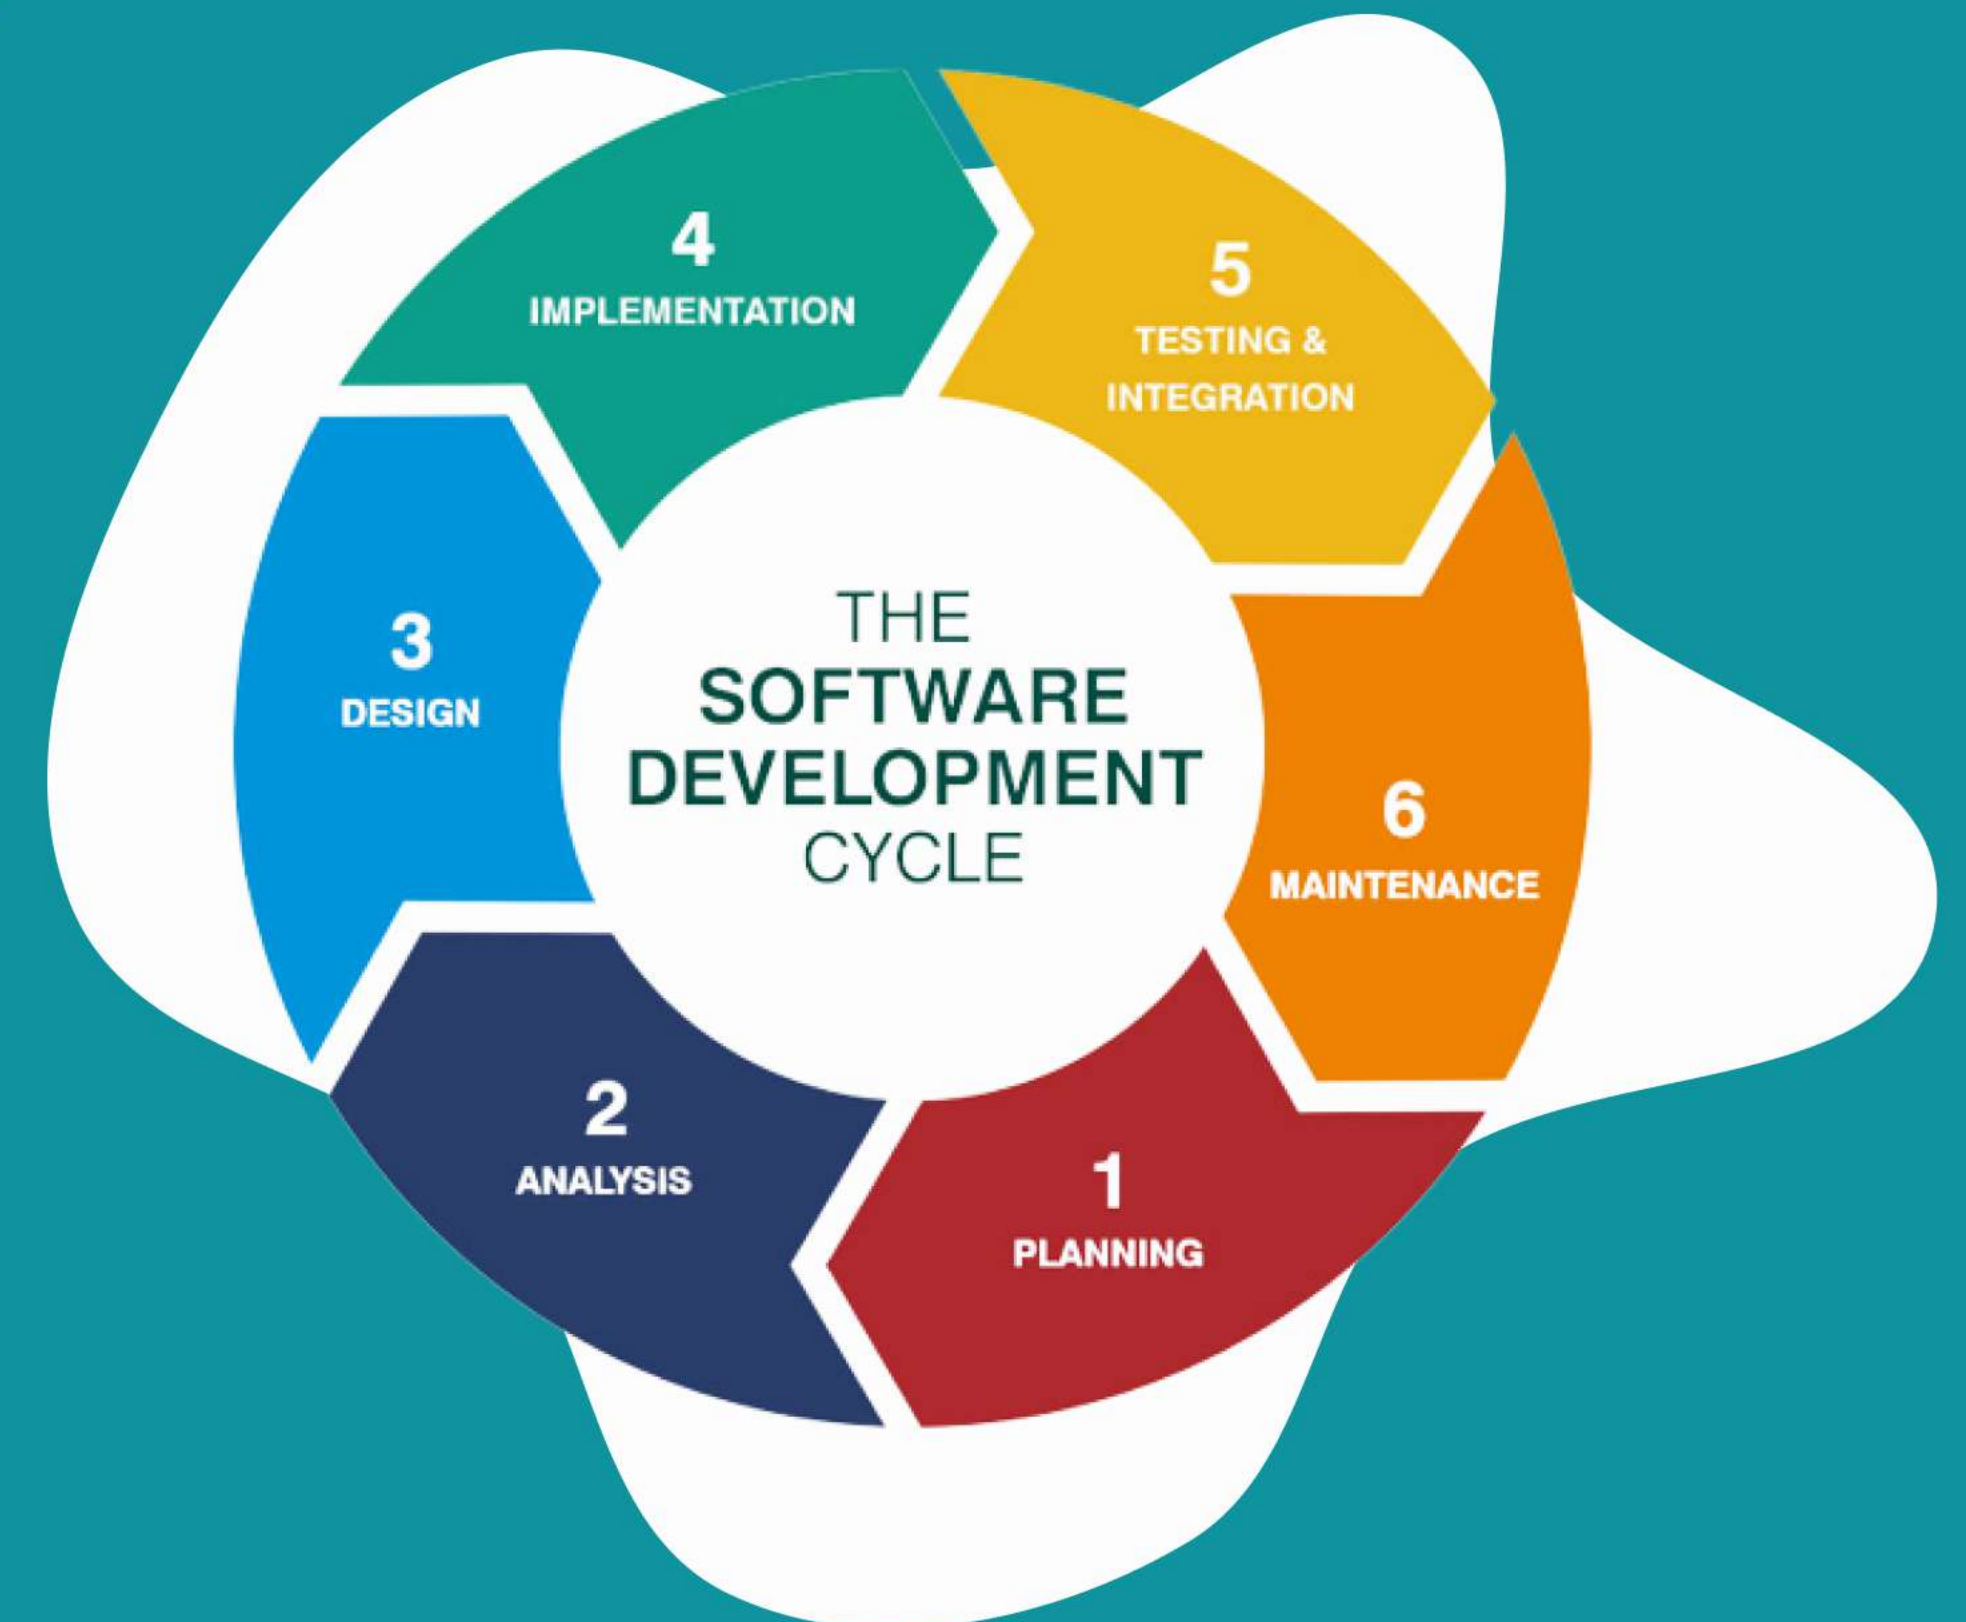 THE
SOFTWARE
DEVELOPMENT
CYCLE
1
PLANNING
2
ANALYSIS
3
DESIGN
4
IMPLEMENTATION
5
TESTING &
INTEGRATION
6
MAINTENANCE